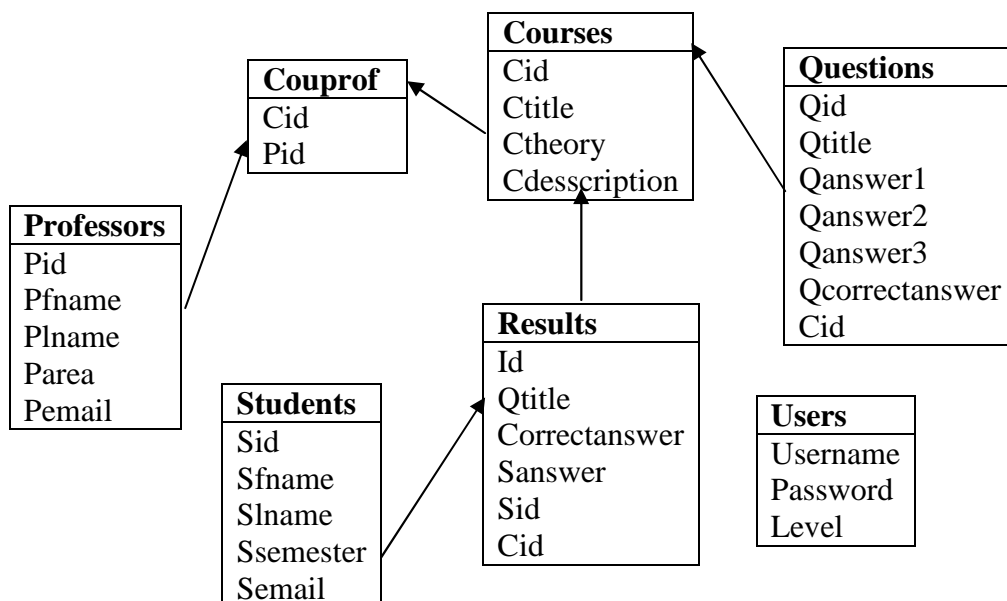 Courses
Cid
Ctitle
Ctheory
Cdesscription
Couprof
Cid
Pid
Questions
Qid
Qtitle
Qanswer1
Qanswer2
Qanswer3
Qcorrectanswer
Cid
Professors
Pid
Pfname
Plname
Parea
Pemail
Results
Id
Qtitle
Correctanswer
Sanswer
Sid
Cid
Students
Sid
Sfname
Slname
Ssemester
Semail
Users
Username
Password
Level